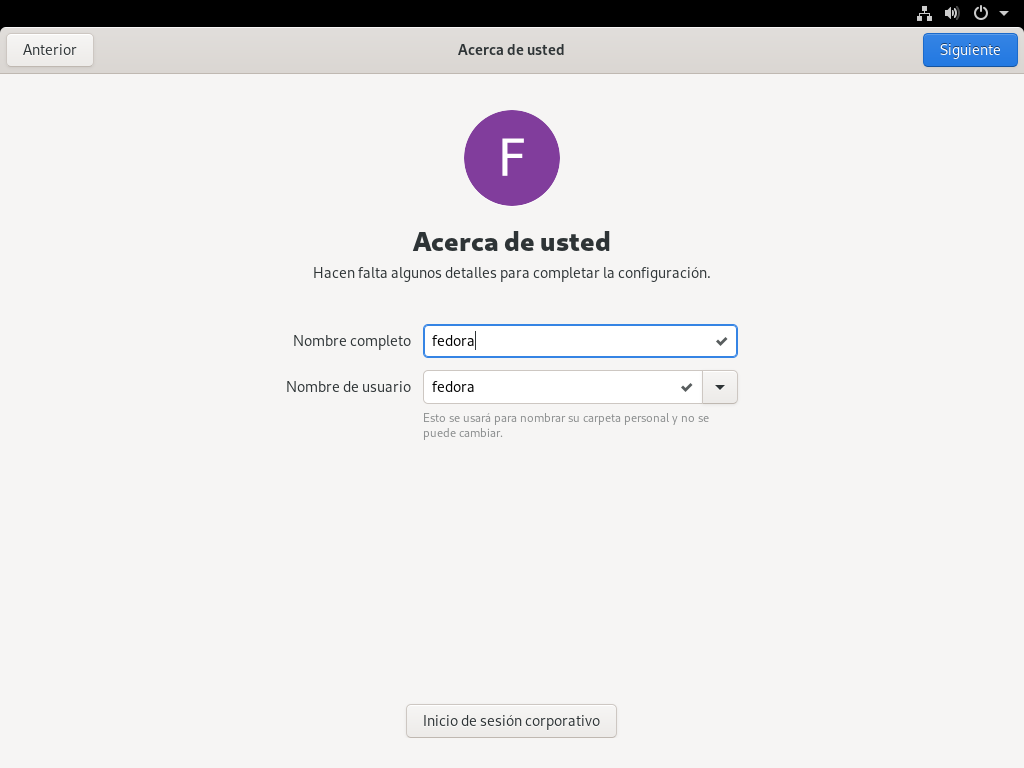 Anterior
Acerca de usted
Siguiente
F
Acerca de usted
Hacen falta algunos detalles para completar la configuración.
Nombre completo
fedora
Nombre de usuario
fedora
Esto se usará para nombrar su carpeta personal y no se
puede cambiar.
Inicio de sesión corporativo